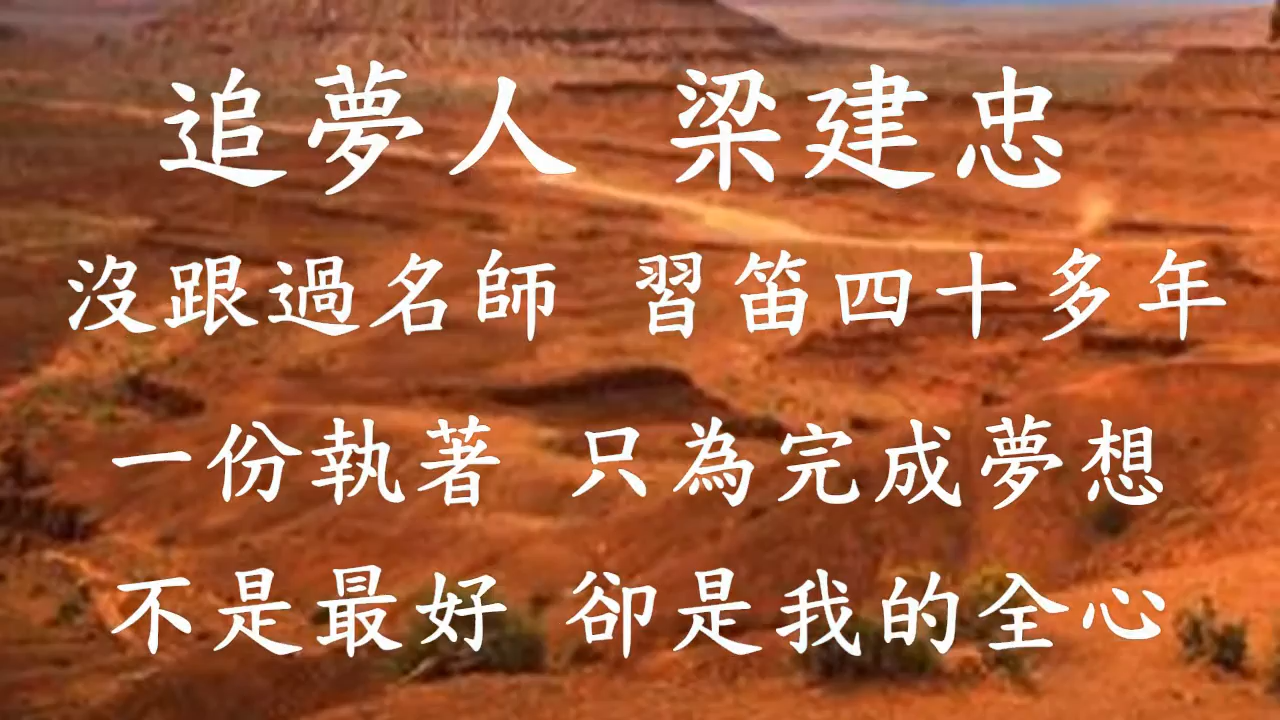 追夢人 梁建忠
沒跟過名師 習笛四十多年
一份執著 只為完成夢想
不是最好 卻是我的全心